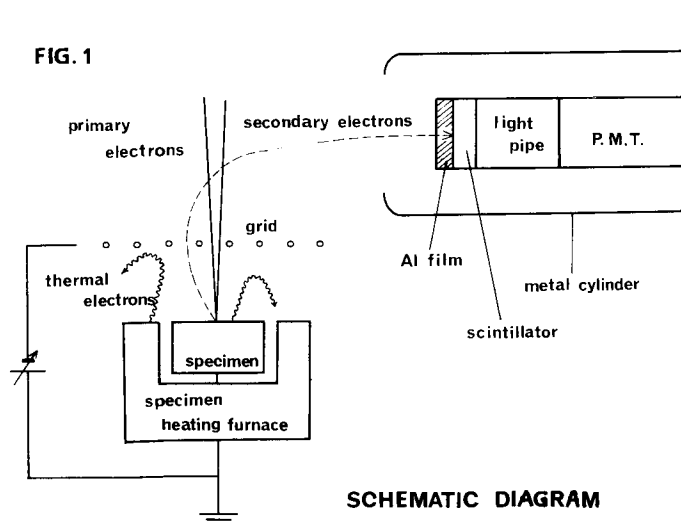 FIG. 1
primary
electrons
secondary electrons
light
pipe
P.M.T.
grid
Al film
thermal
electrons
metal cylinder
scintillator
specimen
specimen
heating furnace
SCHEMATIC DIAGRAM